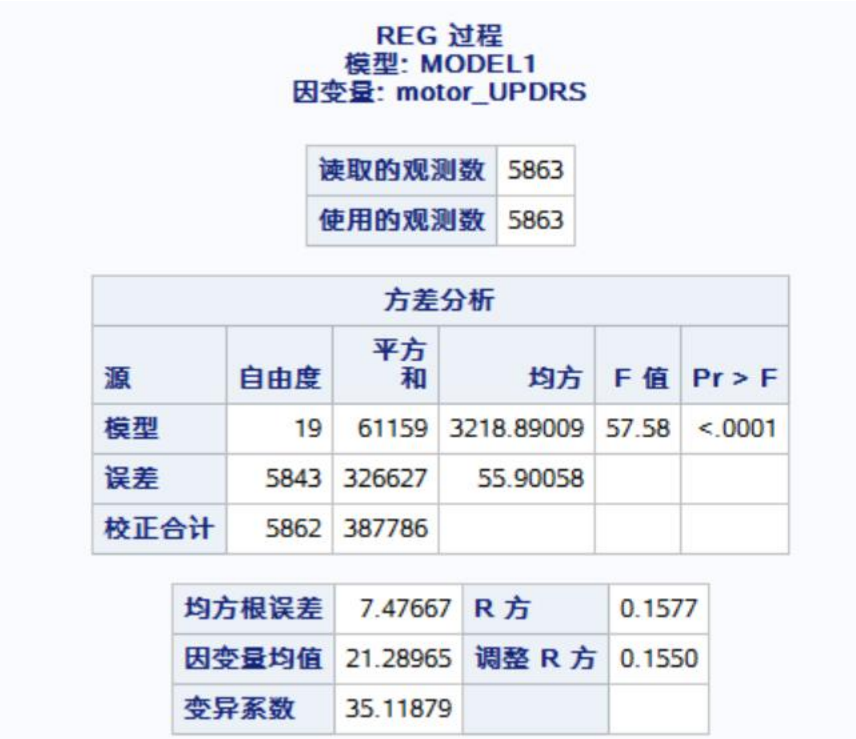 REG 过程
模型: MODEL1
因变量: motor_UPDRS
读取的观测数 5863
使用的观测数 5863
方差分析
源 自由度 平方和 均方 F 值 Pr > F
模型 19 61159 3218.89009 57.58 <.0001
误差 5843 326627 55.90058
校正合计 5862 387786
均方根误差 7.47667 R 方 0.1577
因变量均值 21.28965 调整 R 方 0.1550
变异系数 35.11879